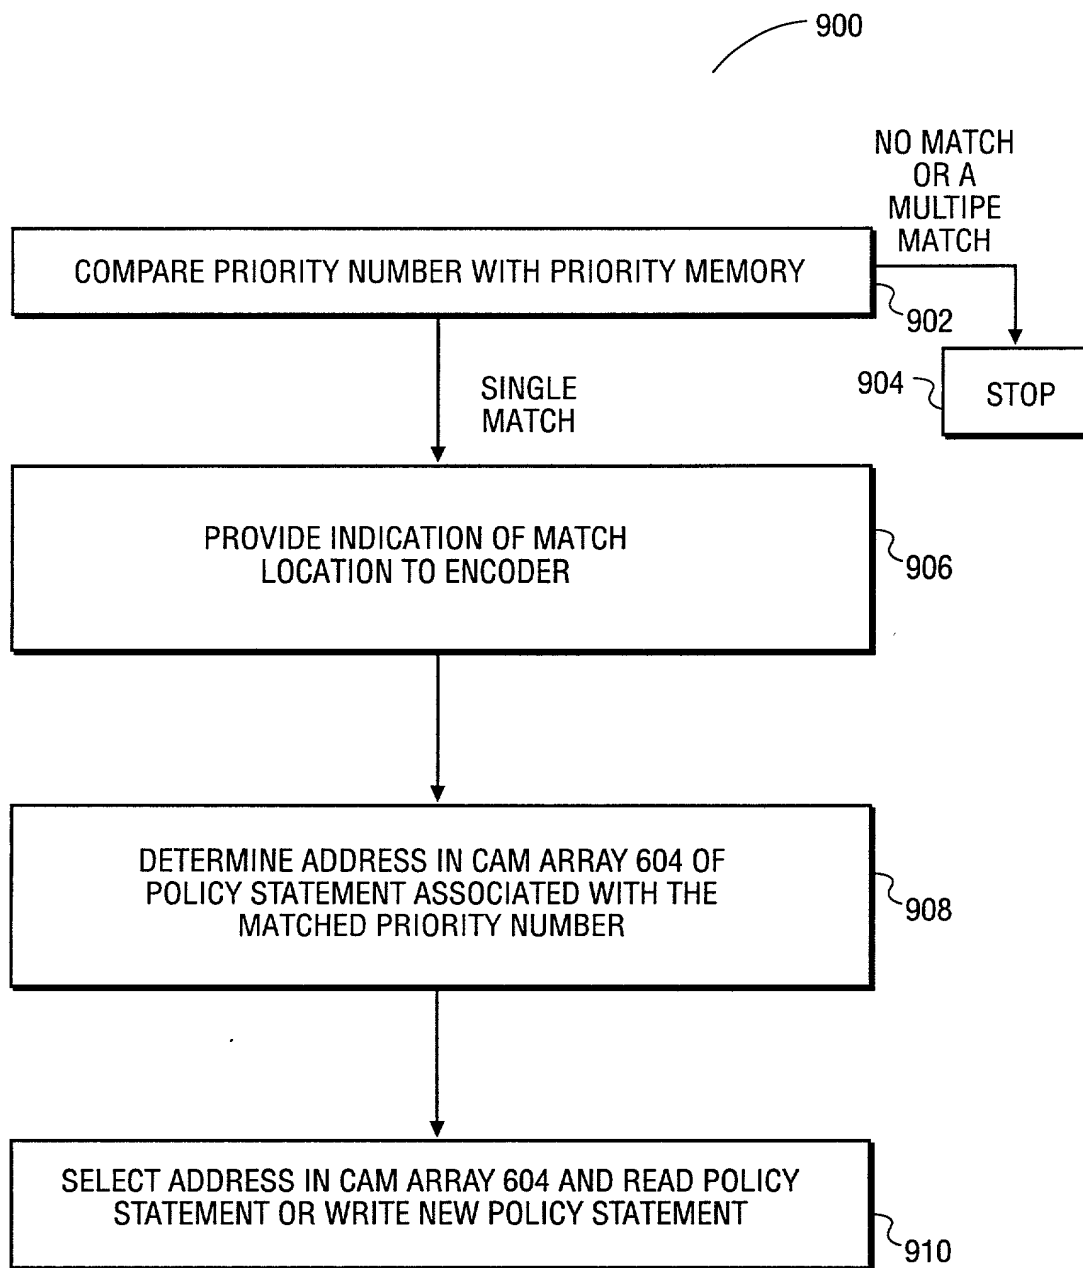 900
NO MATCH
OR A
MULTIPE
MATCH
COMPARE PRIORITY NUMBER WITH PRIORITY MEMORY
902
904
STOP
SINGLE
MATCH
PROVIDE INDICATION OF MATCH
LOCATION TO ENCODER
906
DETERMINE ADDRESS IN CAM ARRAY 604 OF
POLICY STATEMENT ASSOCIATED WITH THE
MATCHED PRIORITY NUMBER
908
SELECT ADDRESS IN CAM ARRAY 604 AND READ POLICY
STATEMENT OR WRITE NEW POLICY STATEMENT
910